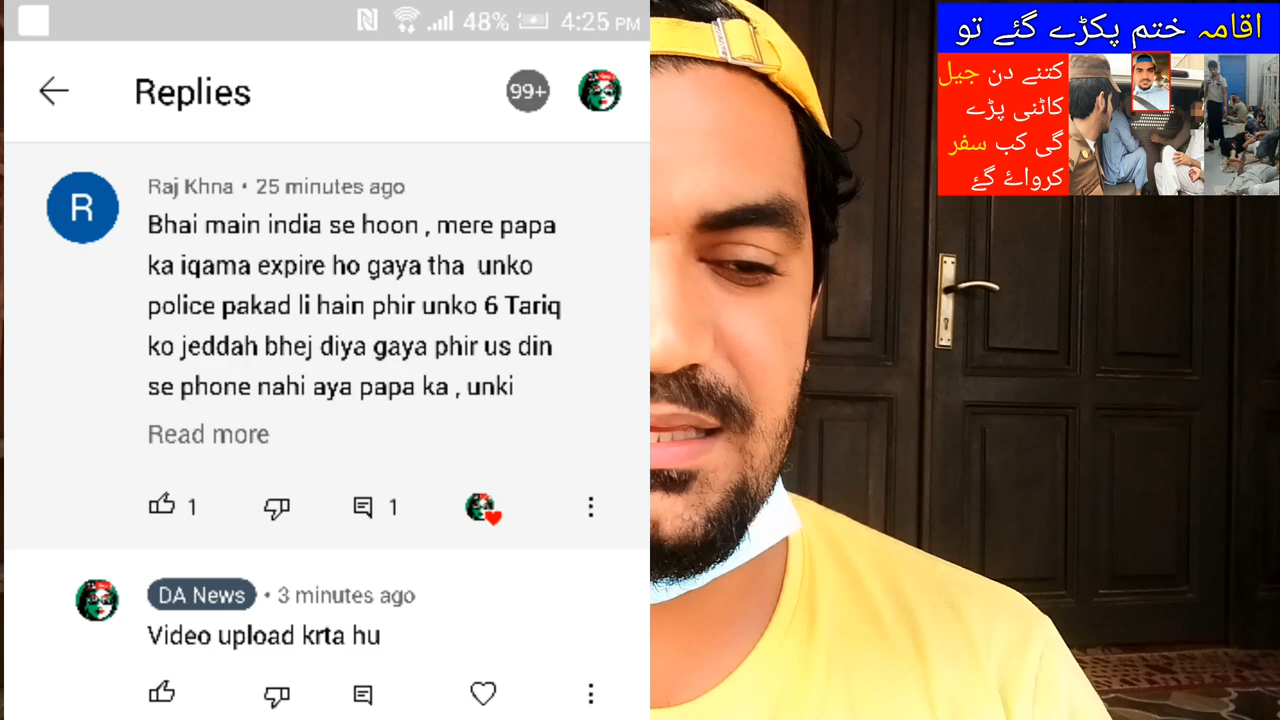 48% 4:25 PM
Replies
99+
R
Raj Khna • 25 minutes ago
Bhai main india se hoon , mere papa
ka iqama expire ho gaya tha unko
police pakad li hain phir unko 6 Tariq
ko jeddah bhej diya gaya phir us din
se phone nahi aya papa ka , unki
Read more
1
1
DA News • 3 minutes ago
Video upload krta hu
اقامہ ختم پکڑے گئے تو
کتنے دن جیل
کاٹنی پڑے
گی کب سفر
کرواۓ گۓ